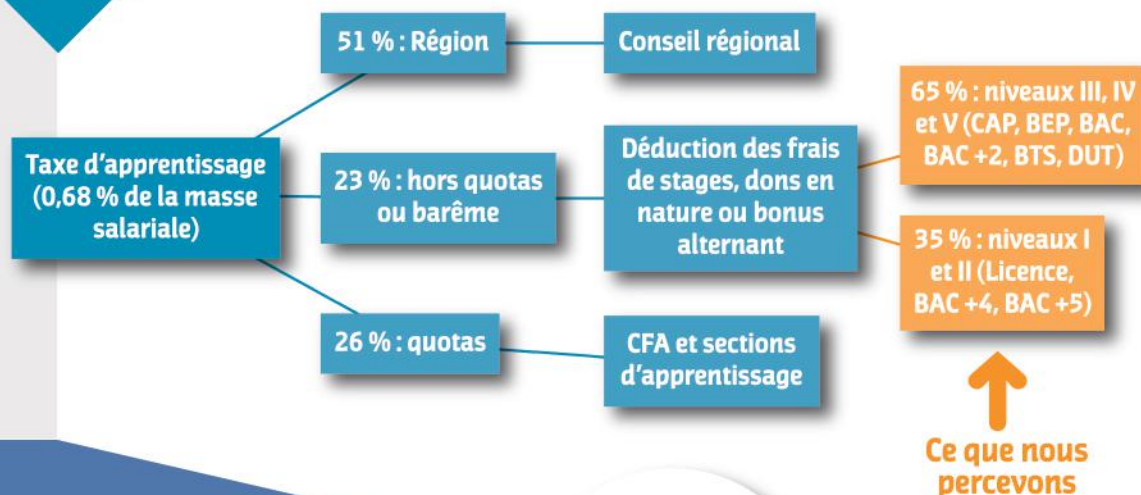 51 % : Région
Conseil régional
Taxe d'apprentissage
(0,68 % de la masse
salariale)
23 % : hors quotas
ou barême
Déduction des frais
de stages, dons en
nature ou bonus
alternant
65 % : niveaux III, IV
et V (CAP, BEP, BAC,
BAC +2, BTS, DUT)
35 % : niveaux I
et II (Licence,
BAC +4, BAC +5)
26 % : quotas
CFA et sections
d'apprentissage
Ce que nous
percevons